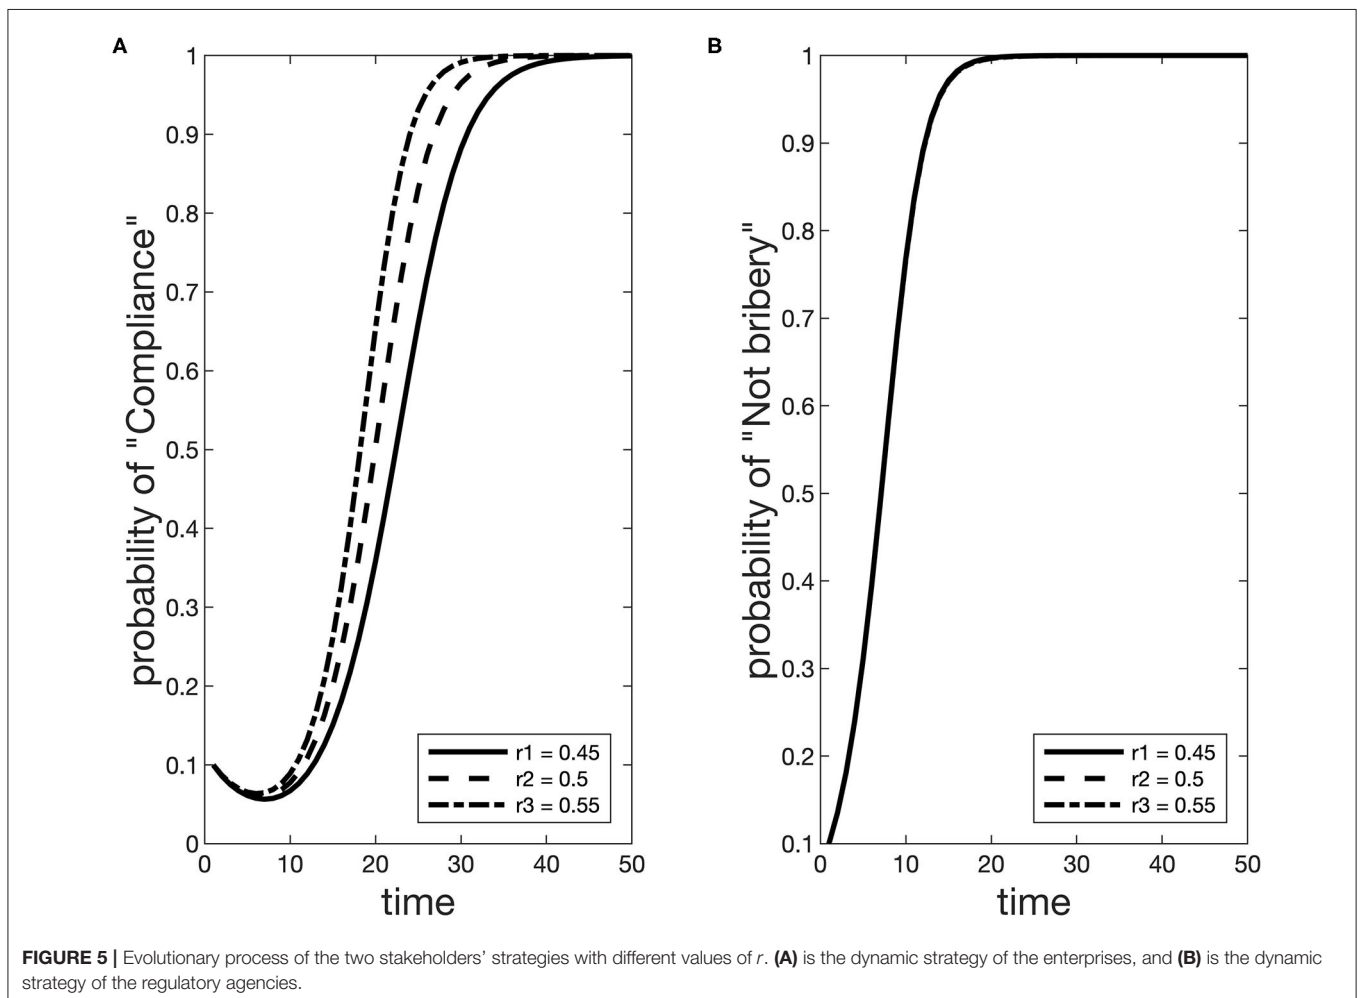 A
1
0.9
0.8
0.7
0.6
0.5
0.4
0.3
0.2
0.1
0
probability of "Compliance"
r1 = 0.45
r2 = 0.5
r3 = 0.55
0 10 20 30 40 50
time
B
1
0.9
0.8
0.7
0.6
0.5
0.4
0.3
0.2
0.1
probability of "Not bribery"
r1 = 0.45
r2 = 0.5
r3 = 0.55
0 10 20 30 40 50
time
FIGURE 5 | Evolutionary process of the two stakeholders' strategies with different values of r. (A) is the dynamic strategy of the enterprises, and (B) is the dynamic
strategy of the regulatory agencies.